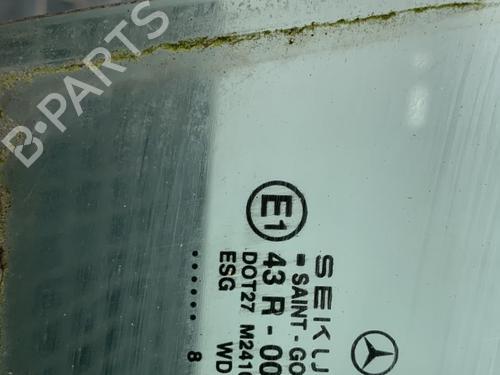 B-PARTS
SEKU
SAINT-GO
E1
43 R-00
DOT27 M241
ESG WD
...... 8